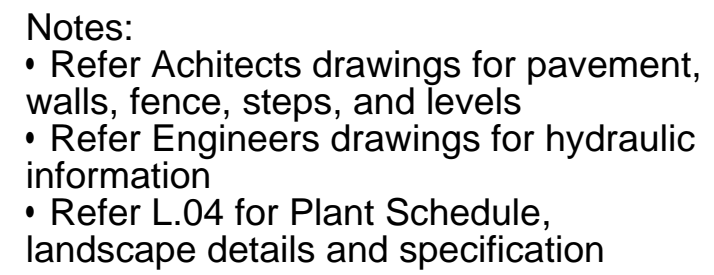 Notes:
• Refer Achitects drawings for pavement,
walls, fence, steps, and levels
• Refer Engineers drawings for hydraulic
information
• Refer L.04 for Plant Schedule,
landscape details and specification